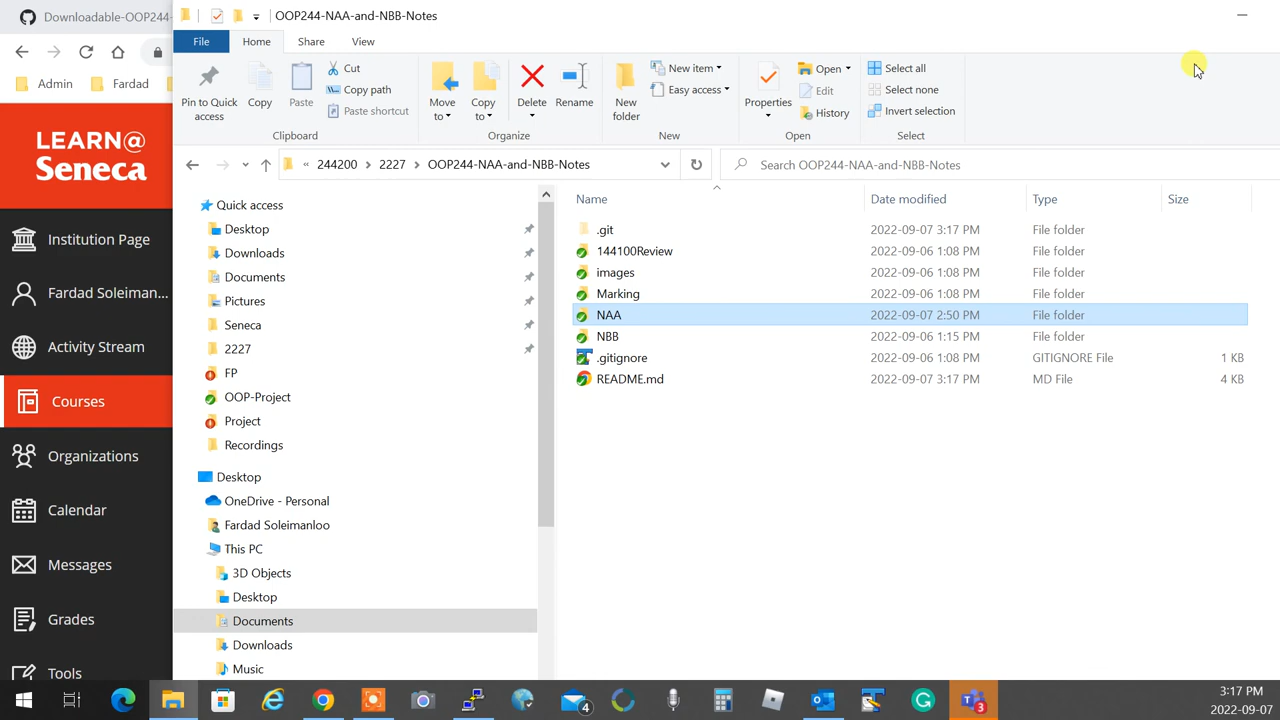 Downloadable-OOP244-
OOP244-NAA-and-NBB-Notes
File
Home
Share
View
Admin
Fardad
Pin to Quick
access
Copy
Paste
Cut
Copy path
Paste shortcut
Clipboard
Move
to
Copy
to
Delete
Rename
Organize
New
folder
New item
Easy access
New
Properties
Open
Edit
History
Open
Select all
Select none
Invert selection
Select
« 244200 > 2227 > OOP244-NAA-and-NBB-Notes
Search OOP244-NAA-and-NBB-Notes
LEARN@
Seneca
Institution Page
Fardad Soleiman...
Activity Stream
Courses
Organizations
Calendar
Messages
Grades
Tools
Quick access
Desktop
Downloads
Documents
Pictures
Seneca
2227
FP
OOP-Project
Project
Recordings
Desktop
OneDrive - Personal
Fardad Soleimanloo
This PC
3D Objects
Desktop
Documents
Downloads
Music
Name Date modified Type Size
.git 2022-09-07 3:17 PM File folder
144100Review 2022-09-06 1:08 PM File folder
images 2022-09-06 1:08 PM File folder
Marking 2022-09-06 1:08 PM File folder
NAA 2022-09-07 2:50 PM File folder
NBB 2022-09-06 1:15 PM File folder
.gitignore 2022-09-06 1:08 PM GITIGNORE File 1 KB
README.md 2022-09-07 3:17 PM MD File 4 KB
4
3
3:17 PM
2022-09-07